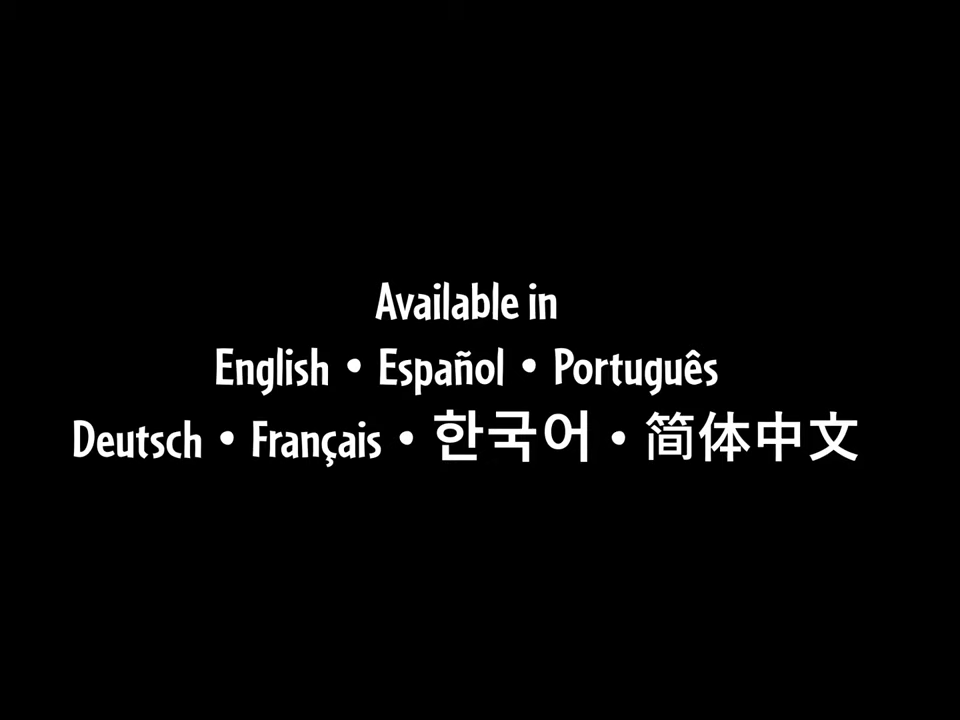 Available in
English • Español • Português
Deutsch • Français • 한국어 • 简体中文